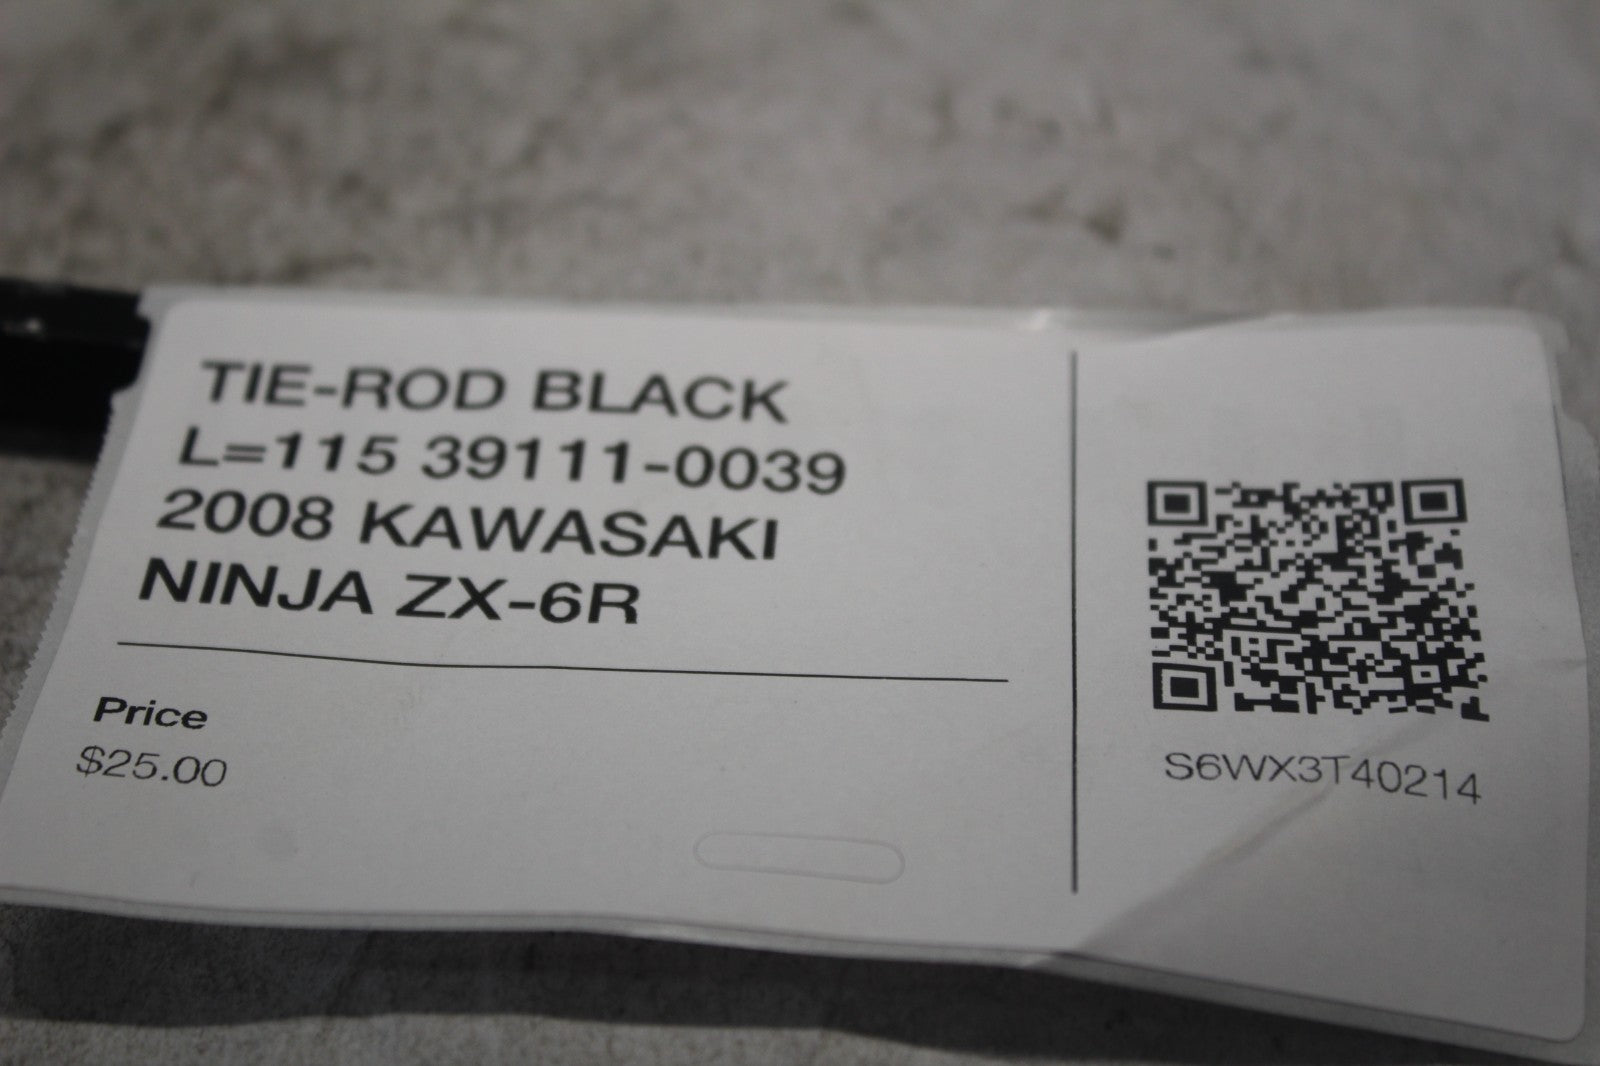 TIE-ROD BLACK
L=115 39111-0039
2008 KAWASAKI
NINJA ZX-6R
Price
$25.00
S6WX3T40214